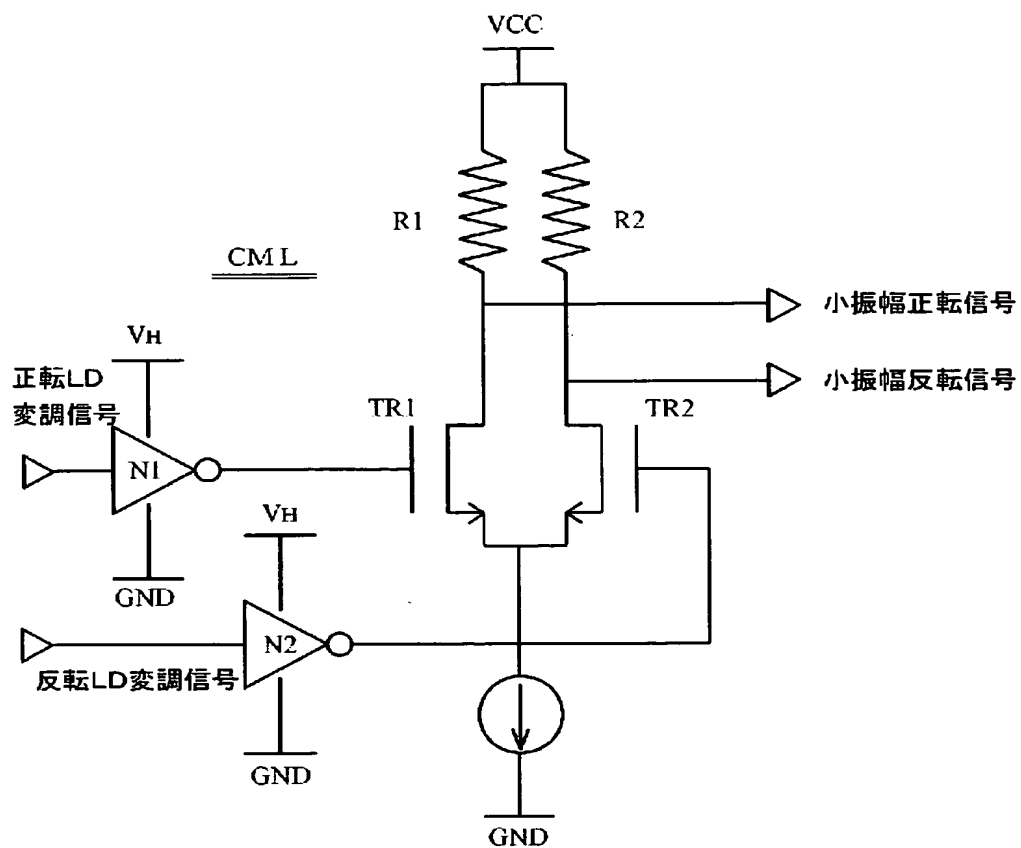 VCC
R1
R2
CML
小振幅正転信号
VH
正転LD
変調信号
小振幅反転信号
TR1
TR2
N1
VH
GND
N2
反転LD変調信号
GND
GND